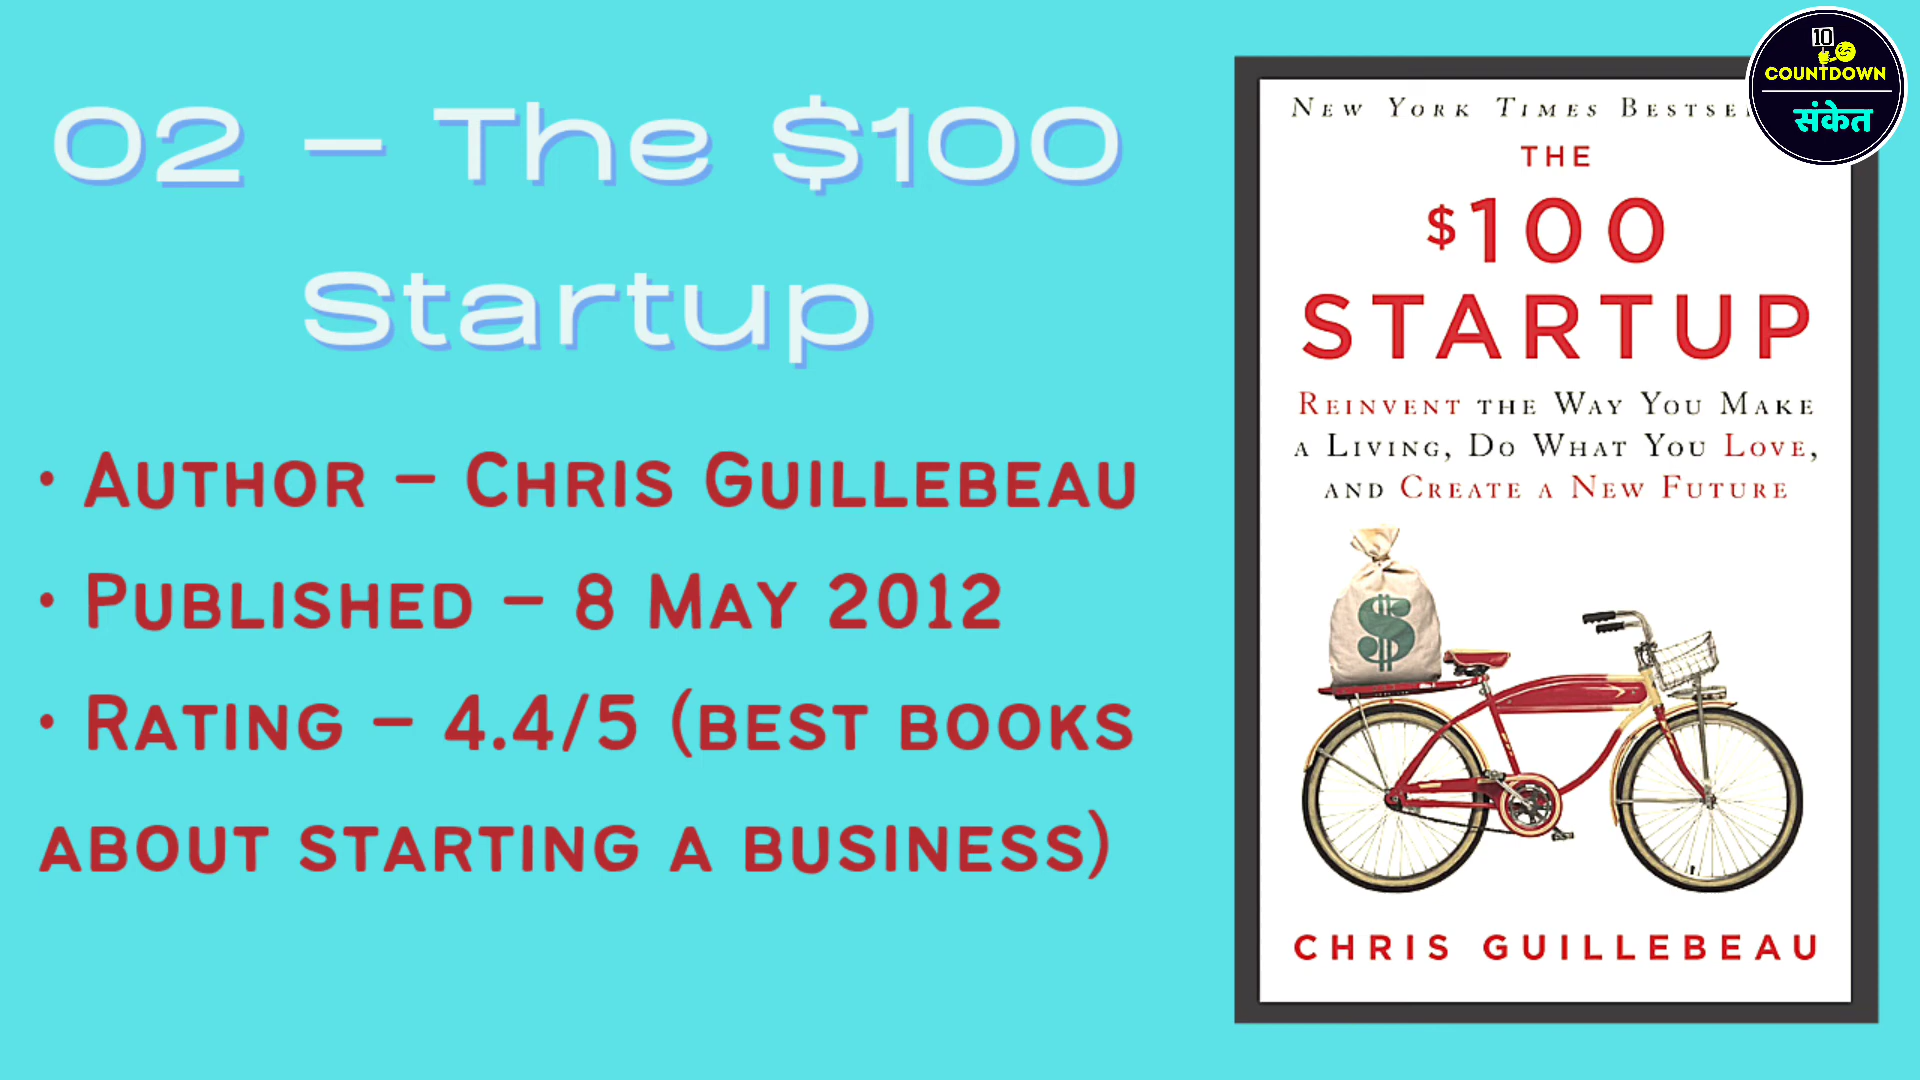 02 – The $100
Startup
• Author – Chris Guillebeau
• Published – 8 May 2012
• Rating – 4.4/5 (best books
about starting a business)
New York Times
THE
$100
STARTUP
Reinvent the Way You Make
a Living, Do What You Love,
and Create a New Future
$
CHRIS GUILLEBEAU
10
COUNTDOWN
संकेत